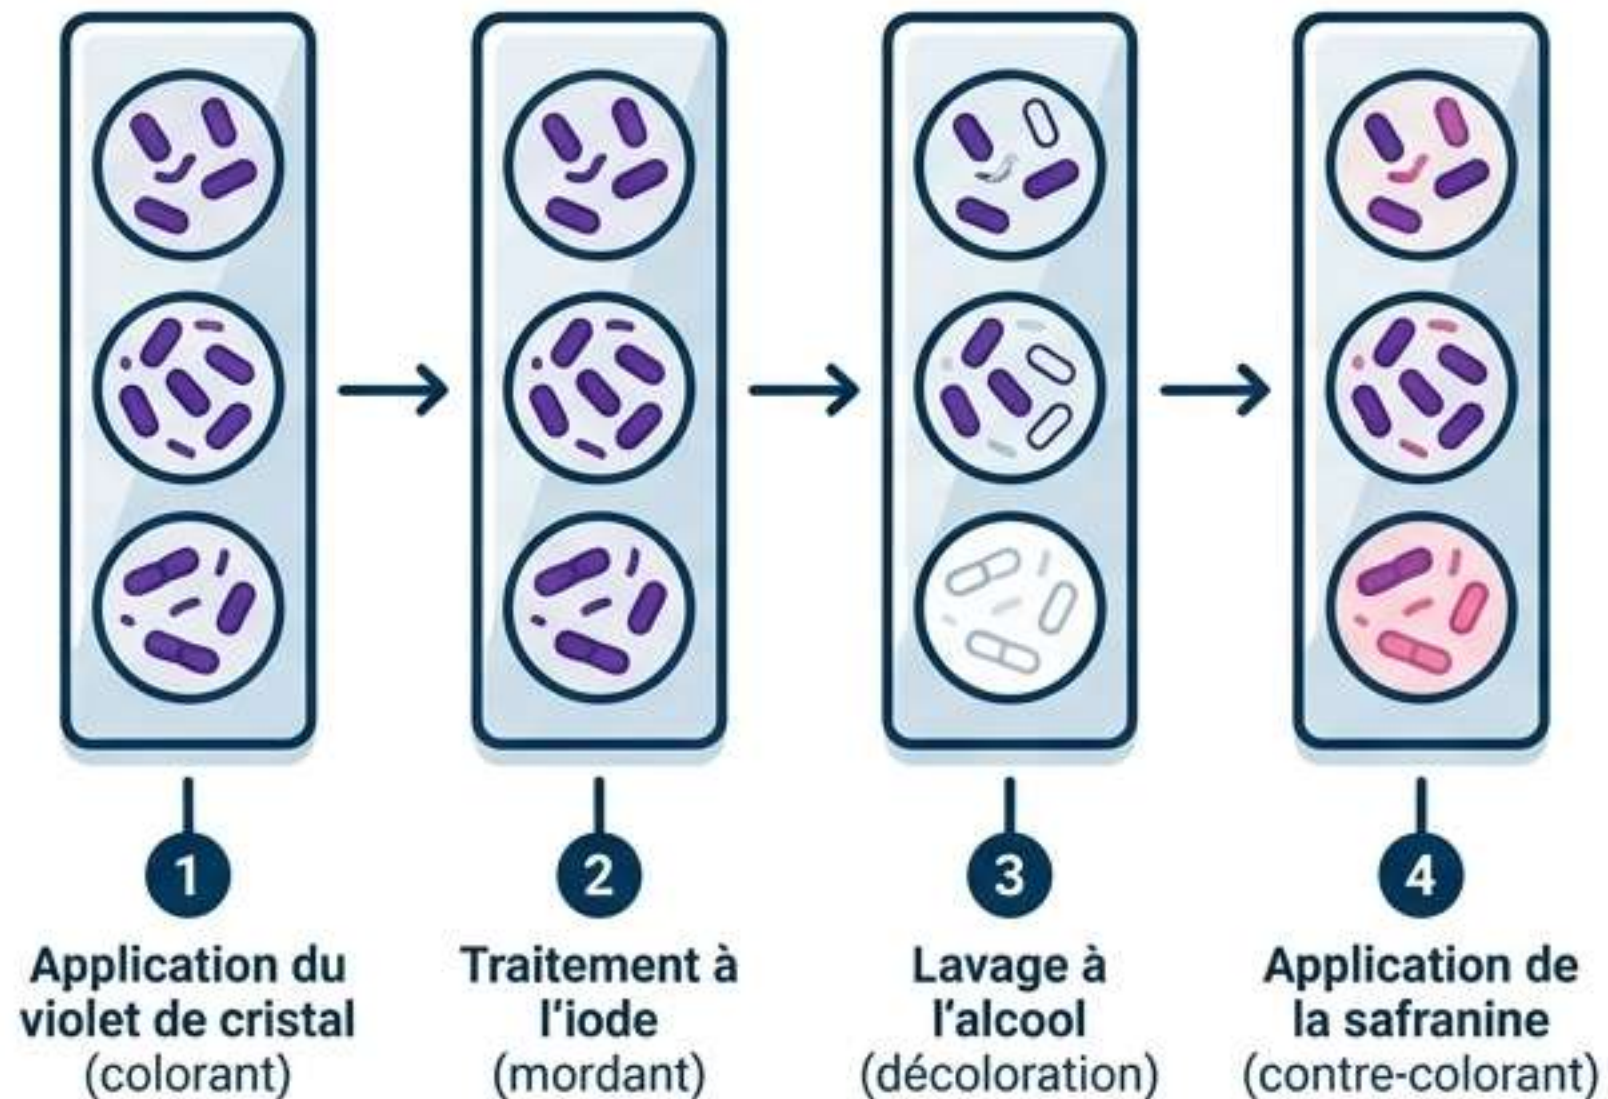 1
Application du
violet de cristal
(colorant)
2
Traitement à
l'iode
(mordant)
3
Lavage à
l'alcool
(décoloration)
4
Application de
la safranine
(contre-colorant)